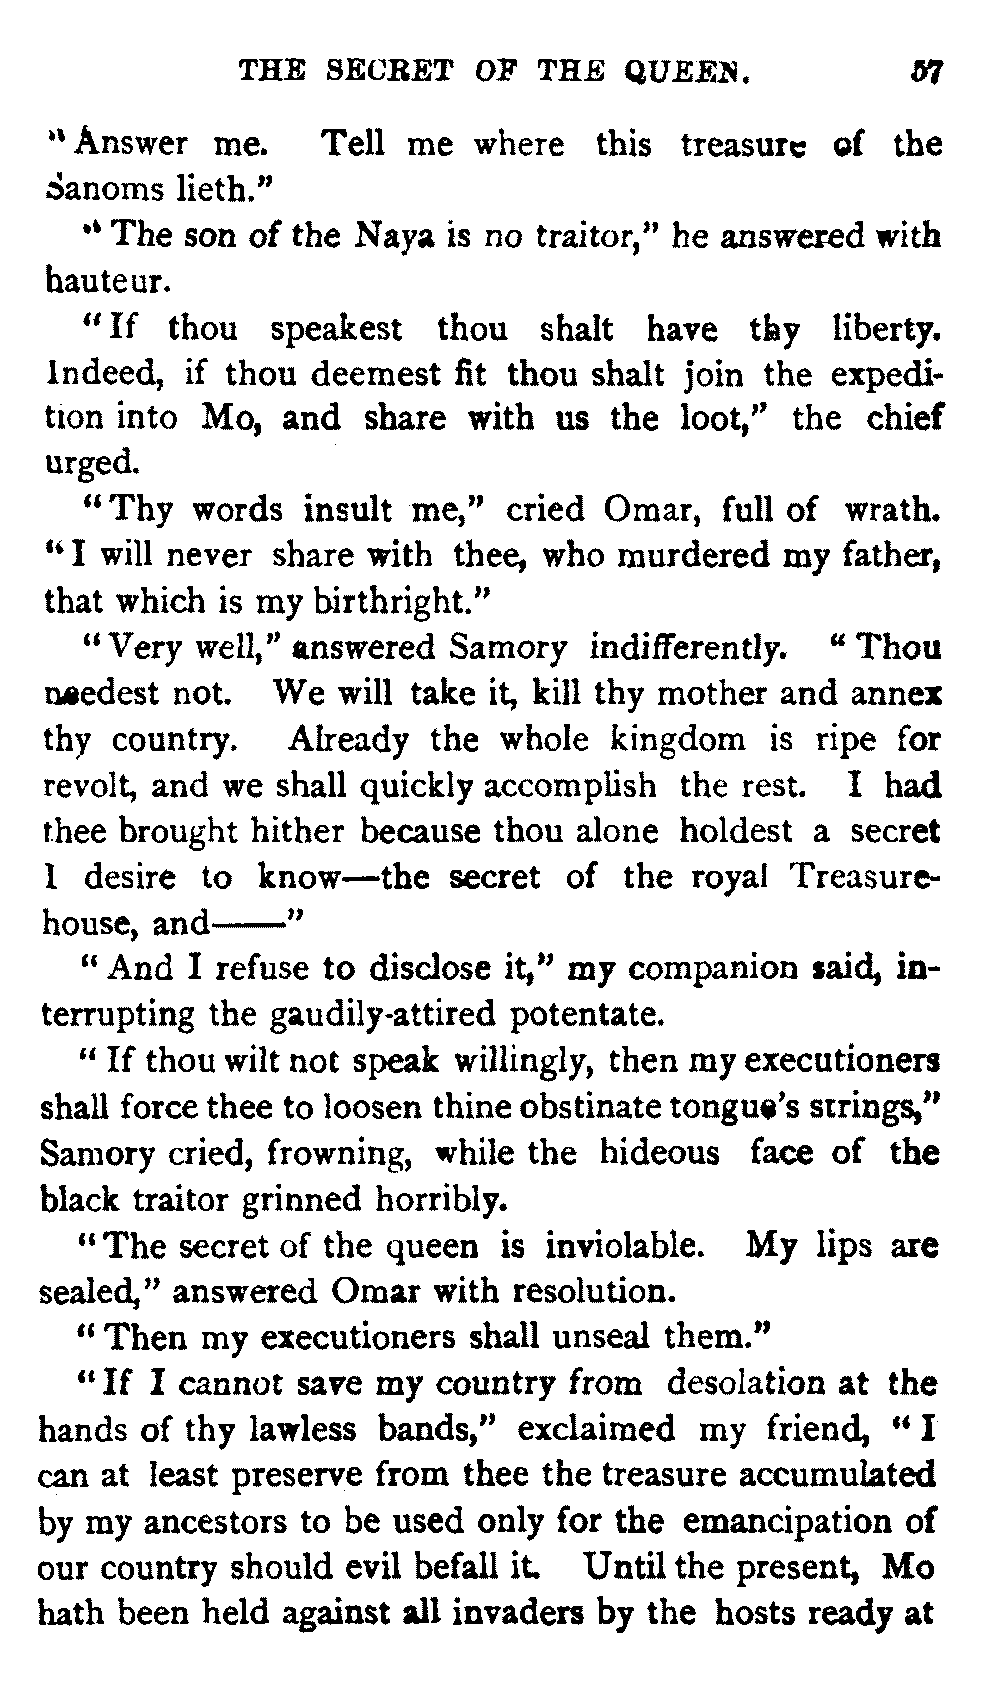 THE SECRET OF THE QUEEN. 57
"Answer me. Tell me where this treasure of the
Sanoms lieth."
"The son of the Naya is no traitor," he answered with
hauteur.
"If thou speakest thou shalt have thy liberty.
Indeed, if thou deemest fit thou shalt join the expedi-
tion into Mo, and share with us the loot," the chief
urged.
"Thy words insult me," cried Omar, full of wrath.
"I will never share with thee, who murdered my father,
that which is my birthright."
"Very well," answered Samory indifferently. "Thou
needest not. We will take it, kill thy mother and annex
thy country. Already the whole kingdom is ripe for
revolt, and we shall quickly accomplish the rest. I had
thee brought hither because thou alone holdest a secret
I desire to know—the secret of the royal Treasure-
house, and——"
"And I refuse to disclose it," my companion said, in-
terrupting the gaudily-attired potentate.
"If thou wilt not speak willingly, then my executioners
shall force thee to loosen thine obstinate tongue's strings,"
Samory cried, frowning, while the hideous face of the
black traitor grinned horribly.
"The secret of the queen is inviolable. My lips are
sealed," answered Omar with resolution.
"Then my executioners shall unseal them."
"If I cannot save my country from desolation at the
hands of thy lawless bands," exclaimed my friend, "I
can at least preserve from thee the treasure accumulated
by my ancestors to be used only for the emancipation of
our country should evil befall it. Until the present, Mo
hath been held against all invaders by the hosts ready at